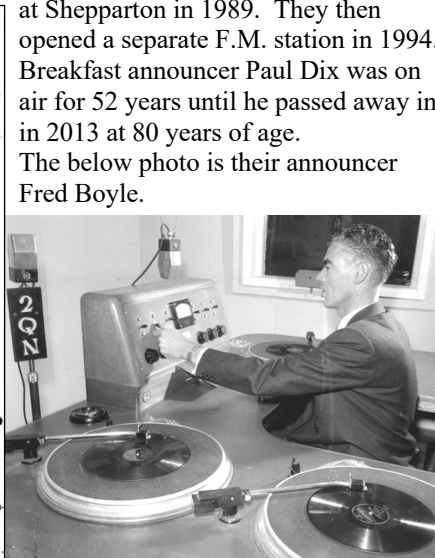 at Shepparton in 1989. They then
opened a separate F.M. station in 1994.
Breakfast announcer Paul Dix was on
air for 52 years until he passed away in
in 2013 at 80 years of age.
The below photo is their announcer
Fred Boyle.
2QN